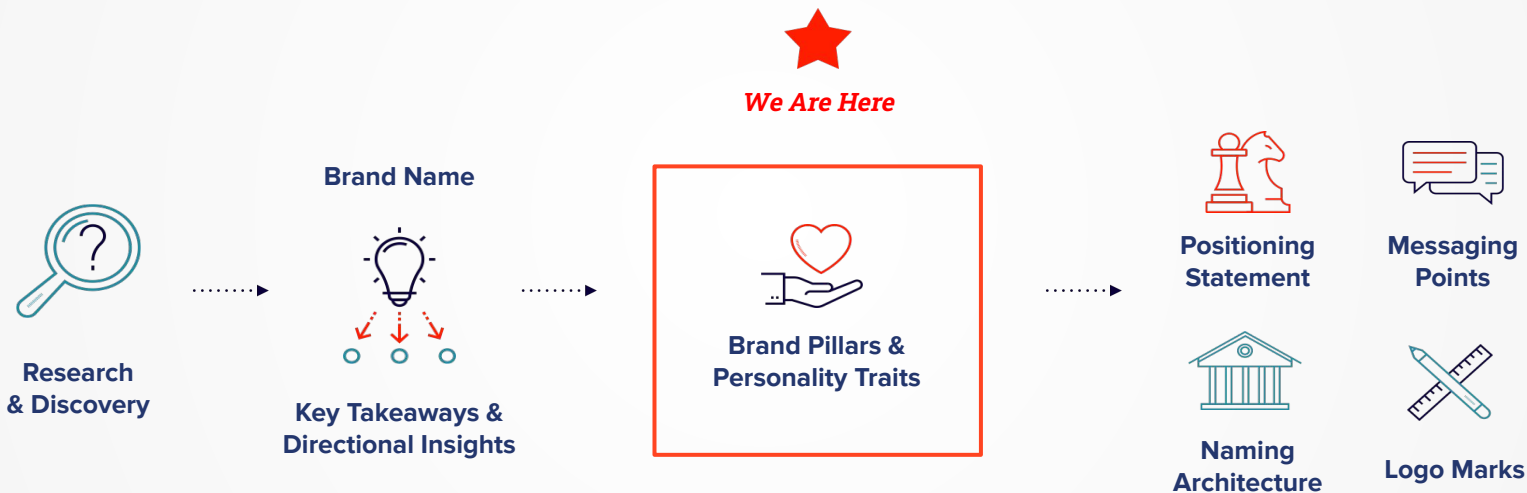 We Are Here
Research
& Discovery
Brand Name
?
Key Takeaways &
Directional Insights
Brand Pillars &
Personality Traits
Positioning
Statement
Messaging
Points
Naming
Architecture
Logo Marks